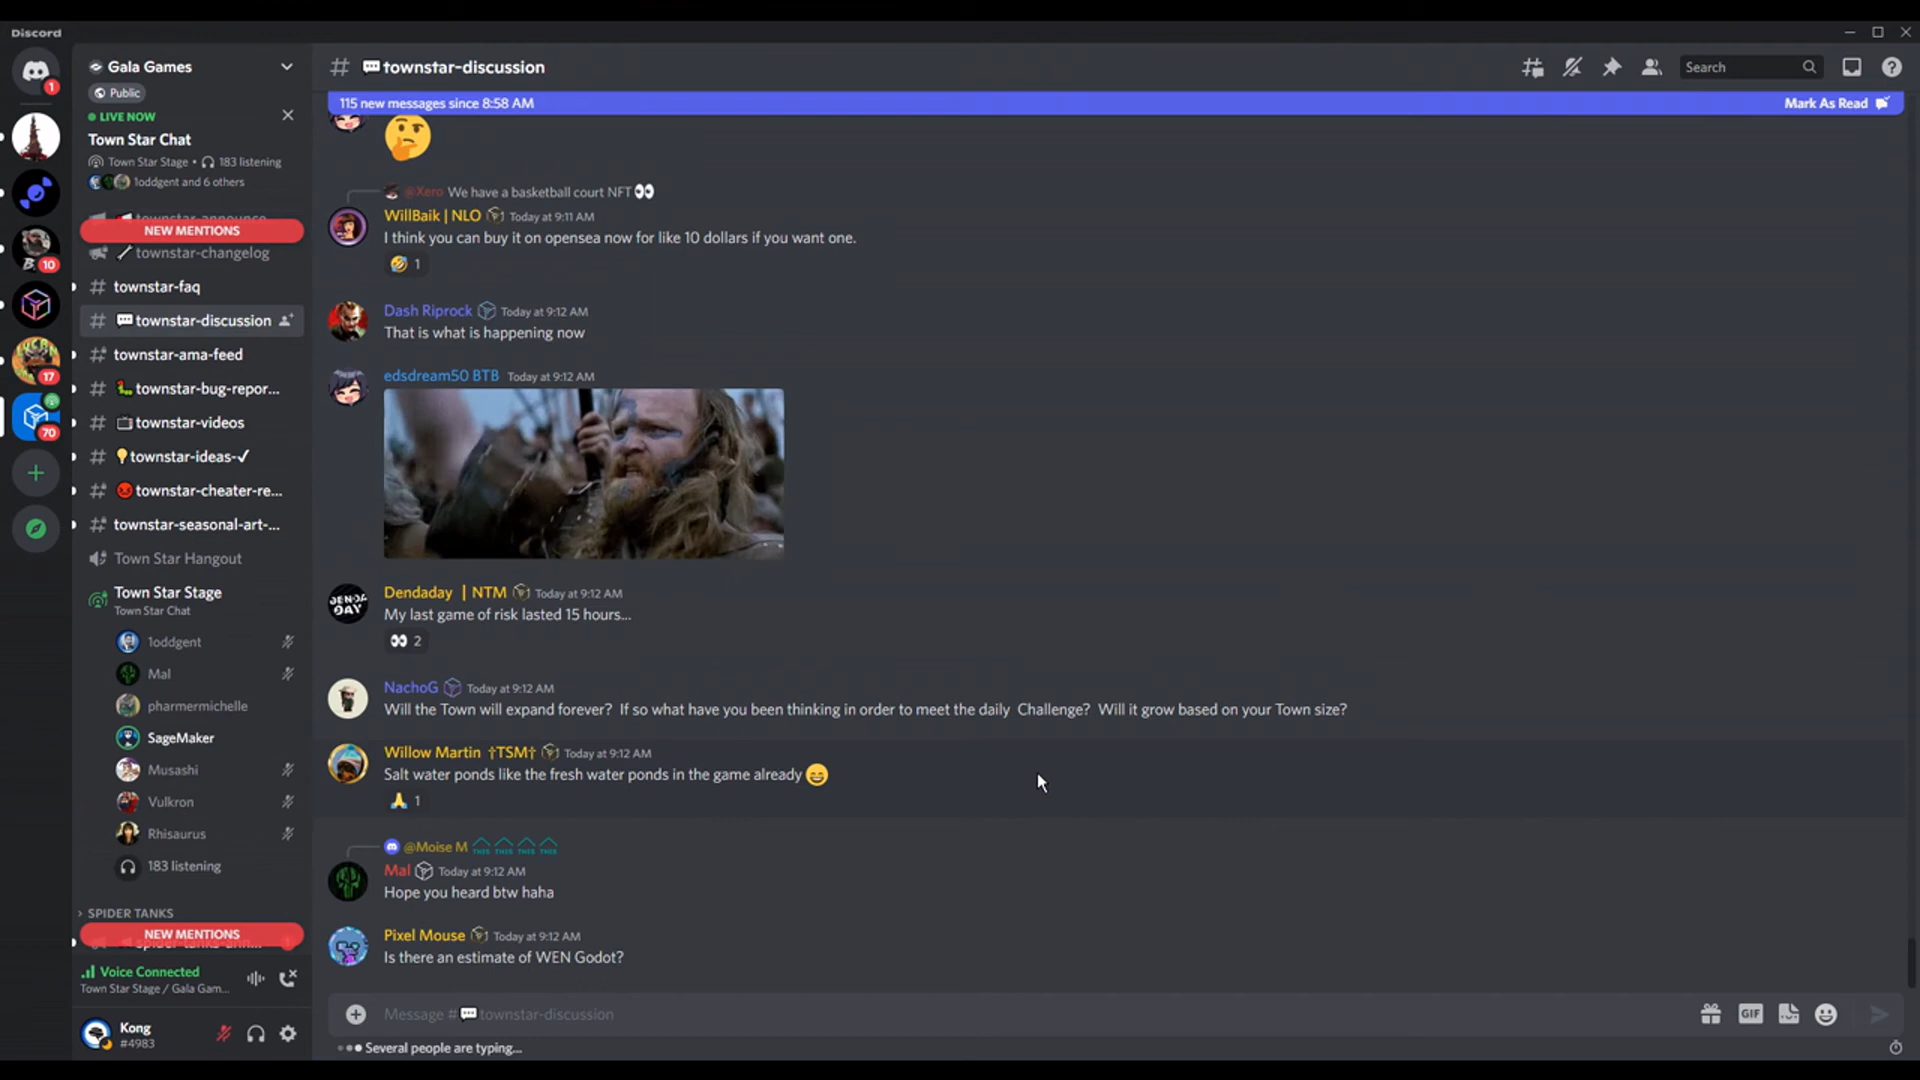 Discord
Gala Games
Public
LIVE NOW
Town Star Chat
Town Star Stage • 183 listening
1oddgent and 6 others
townstar-announce
NEW MENTIONS
townstar-changelog
townstar-faq
townstar-discussion
townstar-ama-feed
townstar-bug-repor...
townstar-videos
townstar-ideas-✓
townstar-cheater-re...
townstar-seasonal-art-...
Town Star Hangout
Town Star Stage
Town Star Chat
1oddgent
Mal
pharmermichelle
SageMaker
Musashi
Vulkron
Rhisaurus
183 listening
SPIDER TANKS
NEW MENTIONS
Voice Connected
Town Star Stage / Gala Gam...
Kong
#4983
1
10
17
70
# townstar-discussion
Search
115 new messages since 8:58 AM
Mark As Read
@Xero We have a basketball court NFT
WillBaik | NLO Today at 9:11 AM
I think you can buy it on opensea now for like 10 dollars if you want one.
1
Dash Riprock Today at 9:12 AM
That is what is happening now
edsdream50 BTB Today at 9:12 AM
DENDA DAY
Dendaday | NTM Today at 9:12 AM
My last game of risk lasted 15 hours...
2
NachoG Today at 9:12 AM
Will the Town will expand forever? If so what have you been thinking in order to meet the daily Challenge? Will it grow based on your Town size?
Willow Martin †TSM† Today at 9:12 AM
Salt water ponds like the fresh water ponds in the game already
1
@Moise M THIS THIS THIS THIS
Mal Today at 9:12 AM
Hope you heard btw haha
Pixel Mouse Today at 9:12 AM
Is there an estimate of WEN Godot?
Message # townstar-discussion
GIF
Several people are typing...